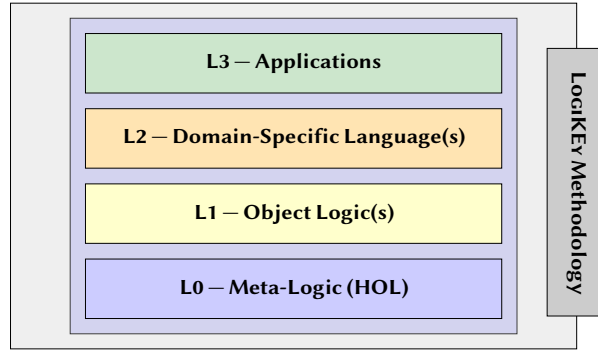 L3 – Applications
L2 – Domain-Specific Language(s)
L1 – Object Logic(s)
L0 – Meta-Logic (HOL)
LogiKEy Methodology